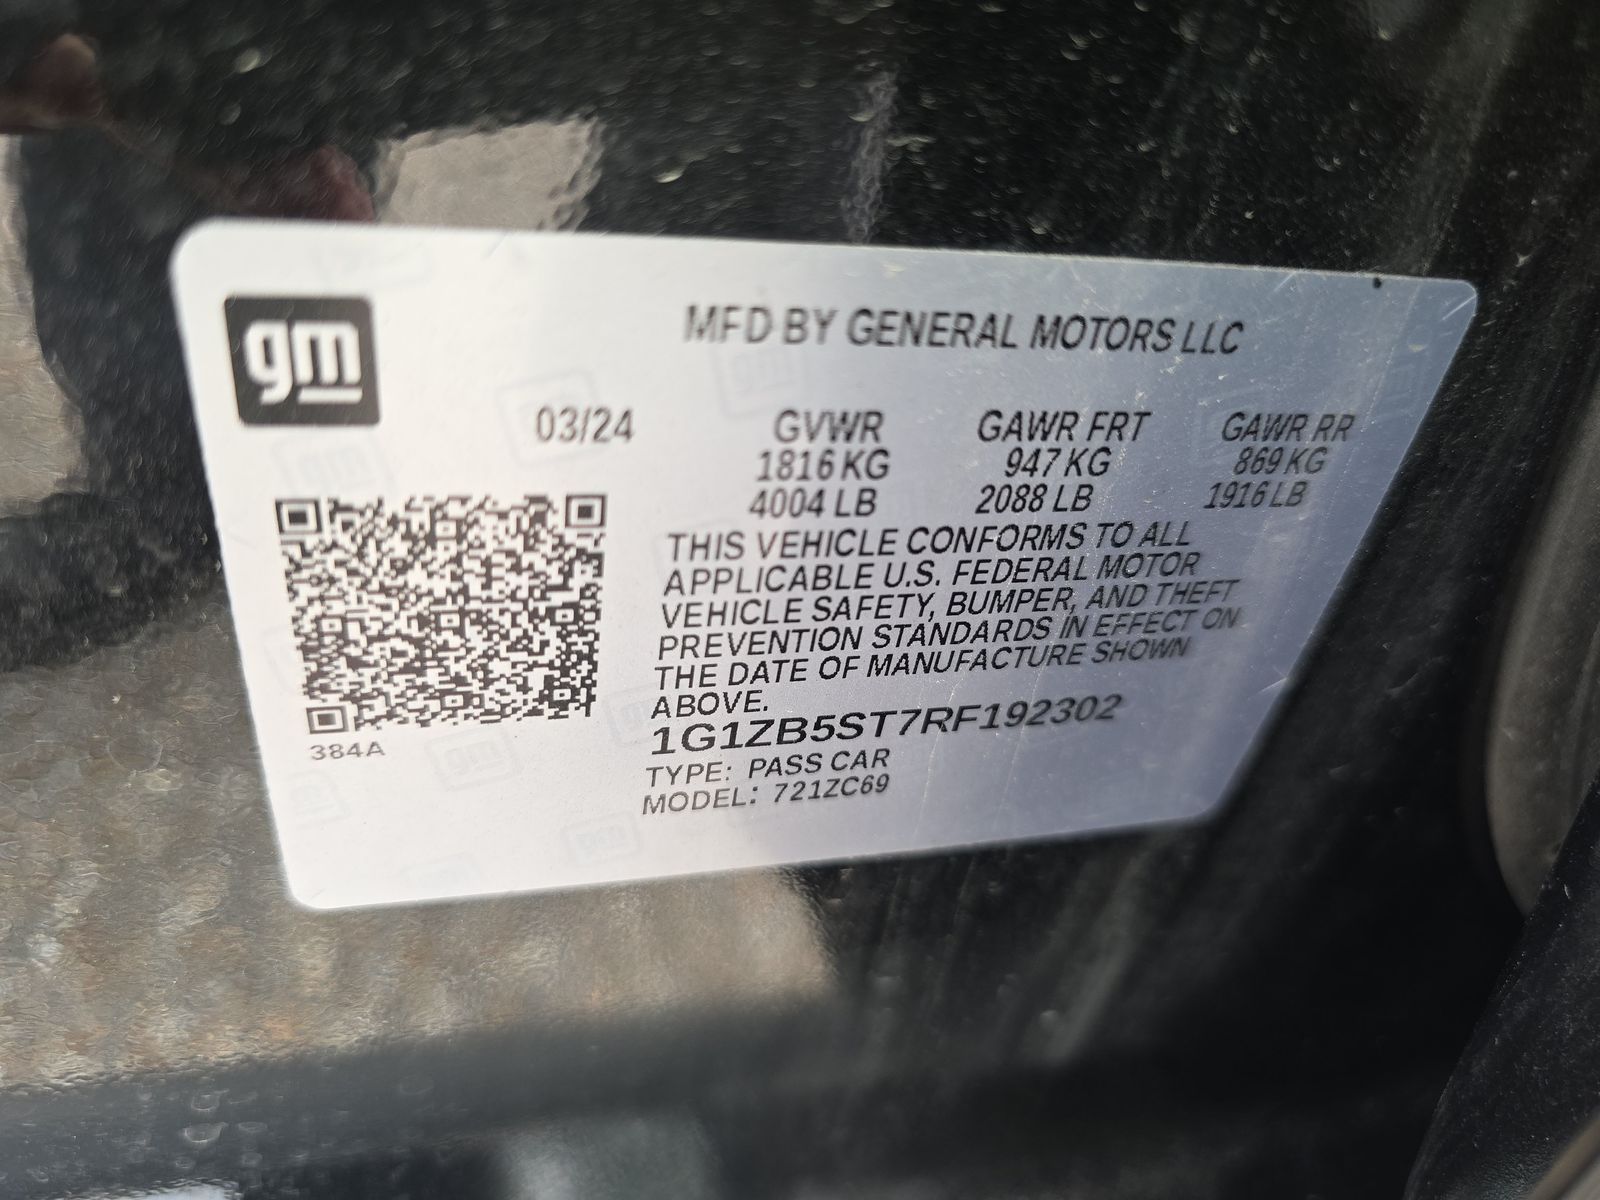 gm
MFD BY GENERAL MOTORS LLC
03/24 GVWR GAWR FRT GAWR RR
1816 KG 947 KG 869 KG
4004 LB 2088 LB 1916 LB
THIS VEHICLE CONFORMS TO ALL
APPLICABLE U.S. FEDERAL MOTOR
VEHICLE SAFETY, BUMPER, AND THEFT
PREVENTION STANDARDS IN EFFECT ON
THE DATE OF MANUFACTURE SHOWN
ABOVE.
1G1ZB5ST7RF192302
384A
TYPE: PASS CAR
MODEL: 721ZC69